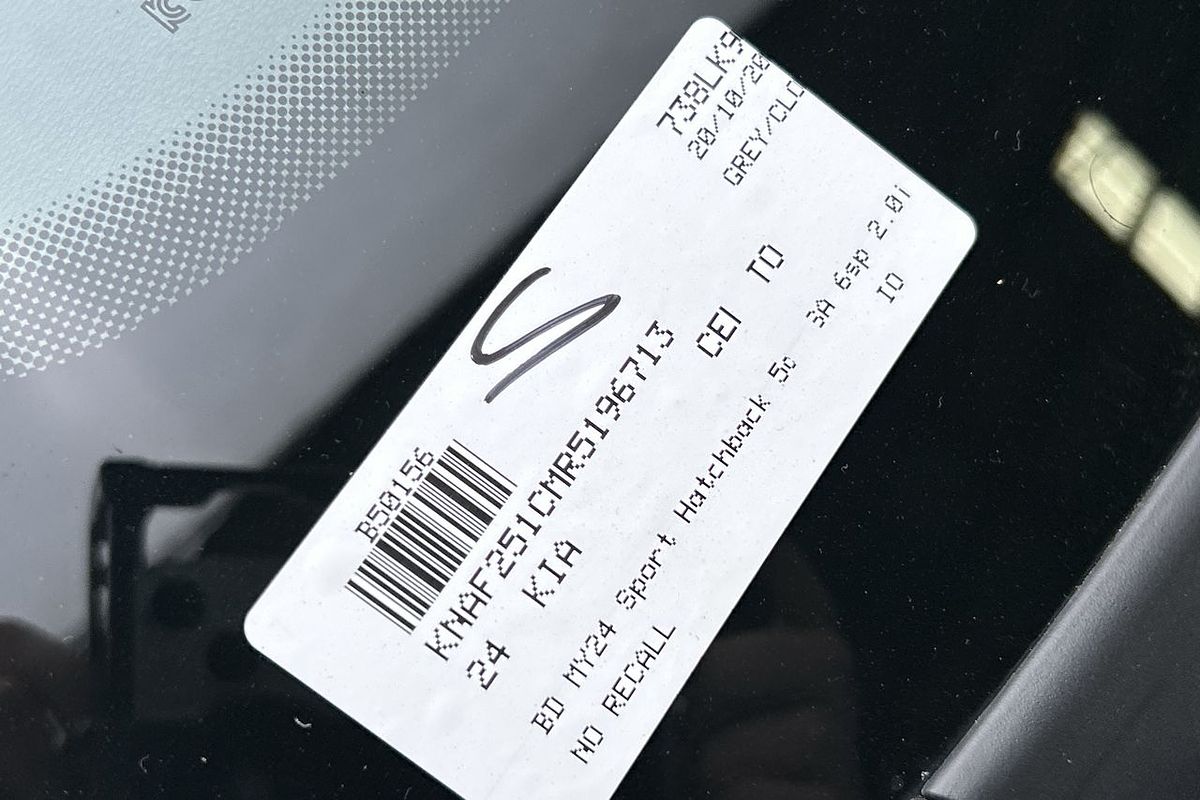 B50156
738LK9
20/10/20
GREY/CLO
S
KNAF251CMR5196713
24 KIA CEI TO
BD MY24 Sport Hatchback 5c 3A 6sp 2.0i
NO RECALL IO